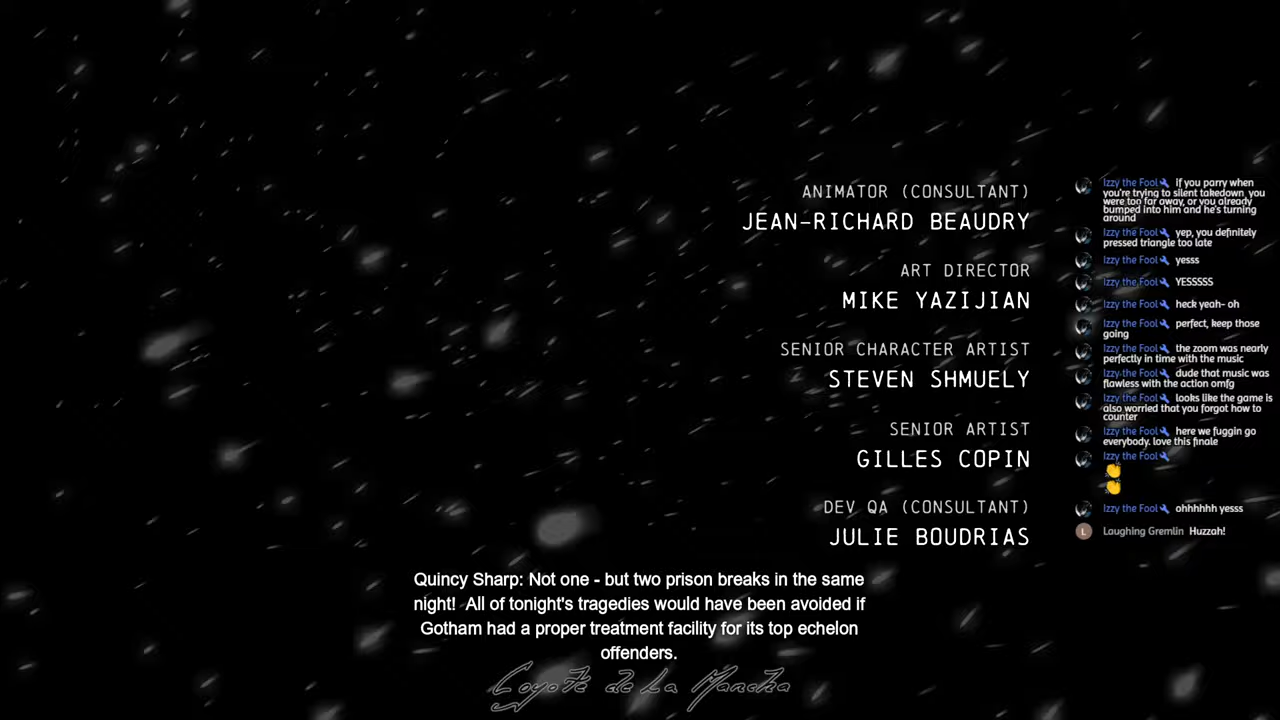 ANIMATOR (CONSULTANT)
JEAN-RICHARD BEAUDRY
ART DIRECTOR
MIKE YAZIJIAN
SENIOR CHARACTER ARTIST
STEVEN SHMUELY
SENIOR ARTIST
GILLES COPIN
DEV QA (CONSULTANT)
JULIE BOUDRIAS
Izzy the Fool if you parry when
you're trying to silent takedown, you
were too far away, or you already
bumped into him and he's turning
around
Izzy the Fool yep, you definitely
pressed triangle too late
Izzy the Fool yesss
Izzy the Fool YESSSSS
Izzy the Fool heck yeah- oh
Izzy the Fool perfect, keep those
going
Izzy the Fool the zoom was nearly
perfectly in time with the music
Izzy the Fool dude that music was
flawless with the action omfg
Izzy the Fool looks like the game is
also worried that you forgot how to
counter
Izzy the Fool here we fuggin go
everybody. love this finale
Izzy the Fool
Izzy the Fool ohhhhhh yesss
L Laughing Gremlin Huzzah!
Quincy Sharp: Not one - but two prison breaks in the same
night! All of tonight's tragedies would have been avoided if
Gotham had a proper treatment facility for its top echelon
offenders.
Coyote de La Mancha